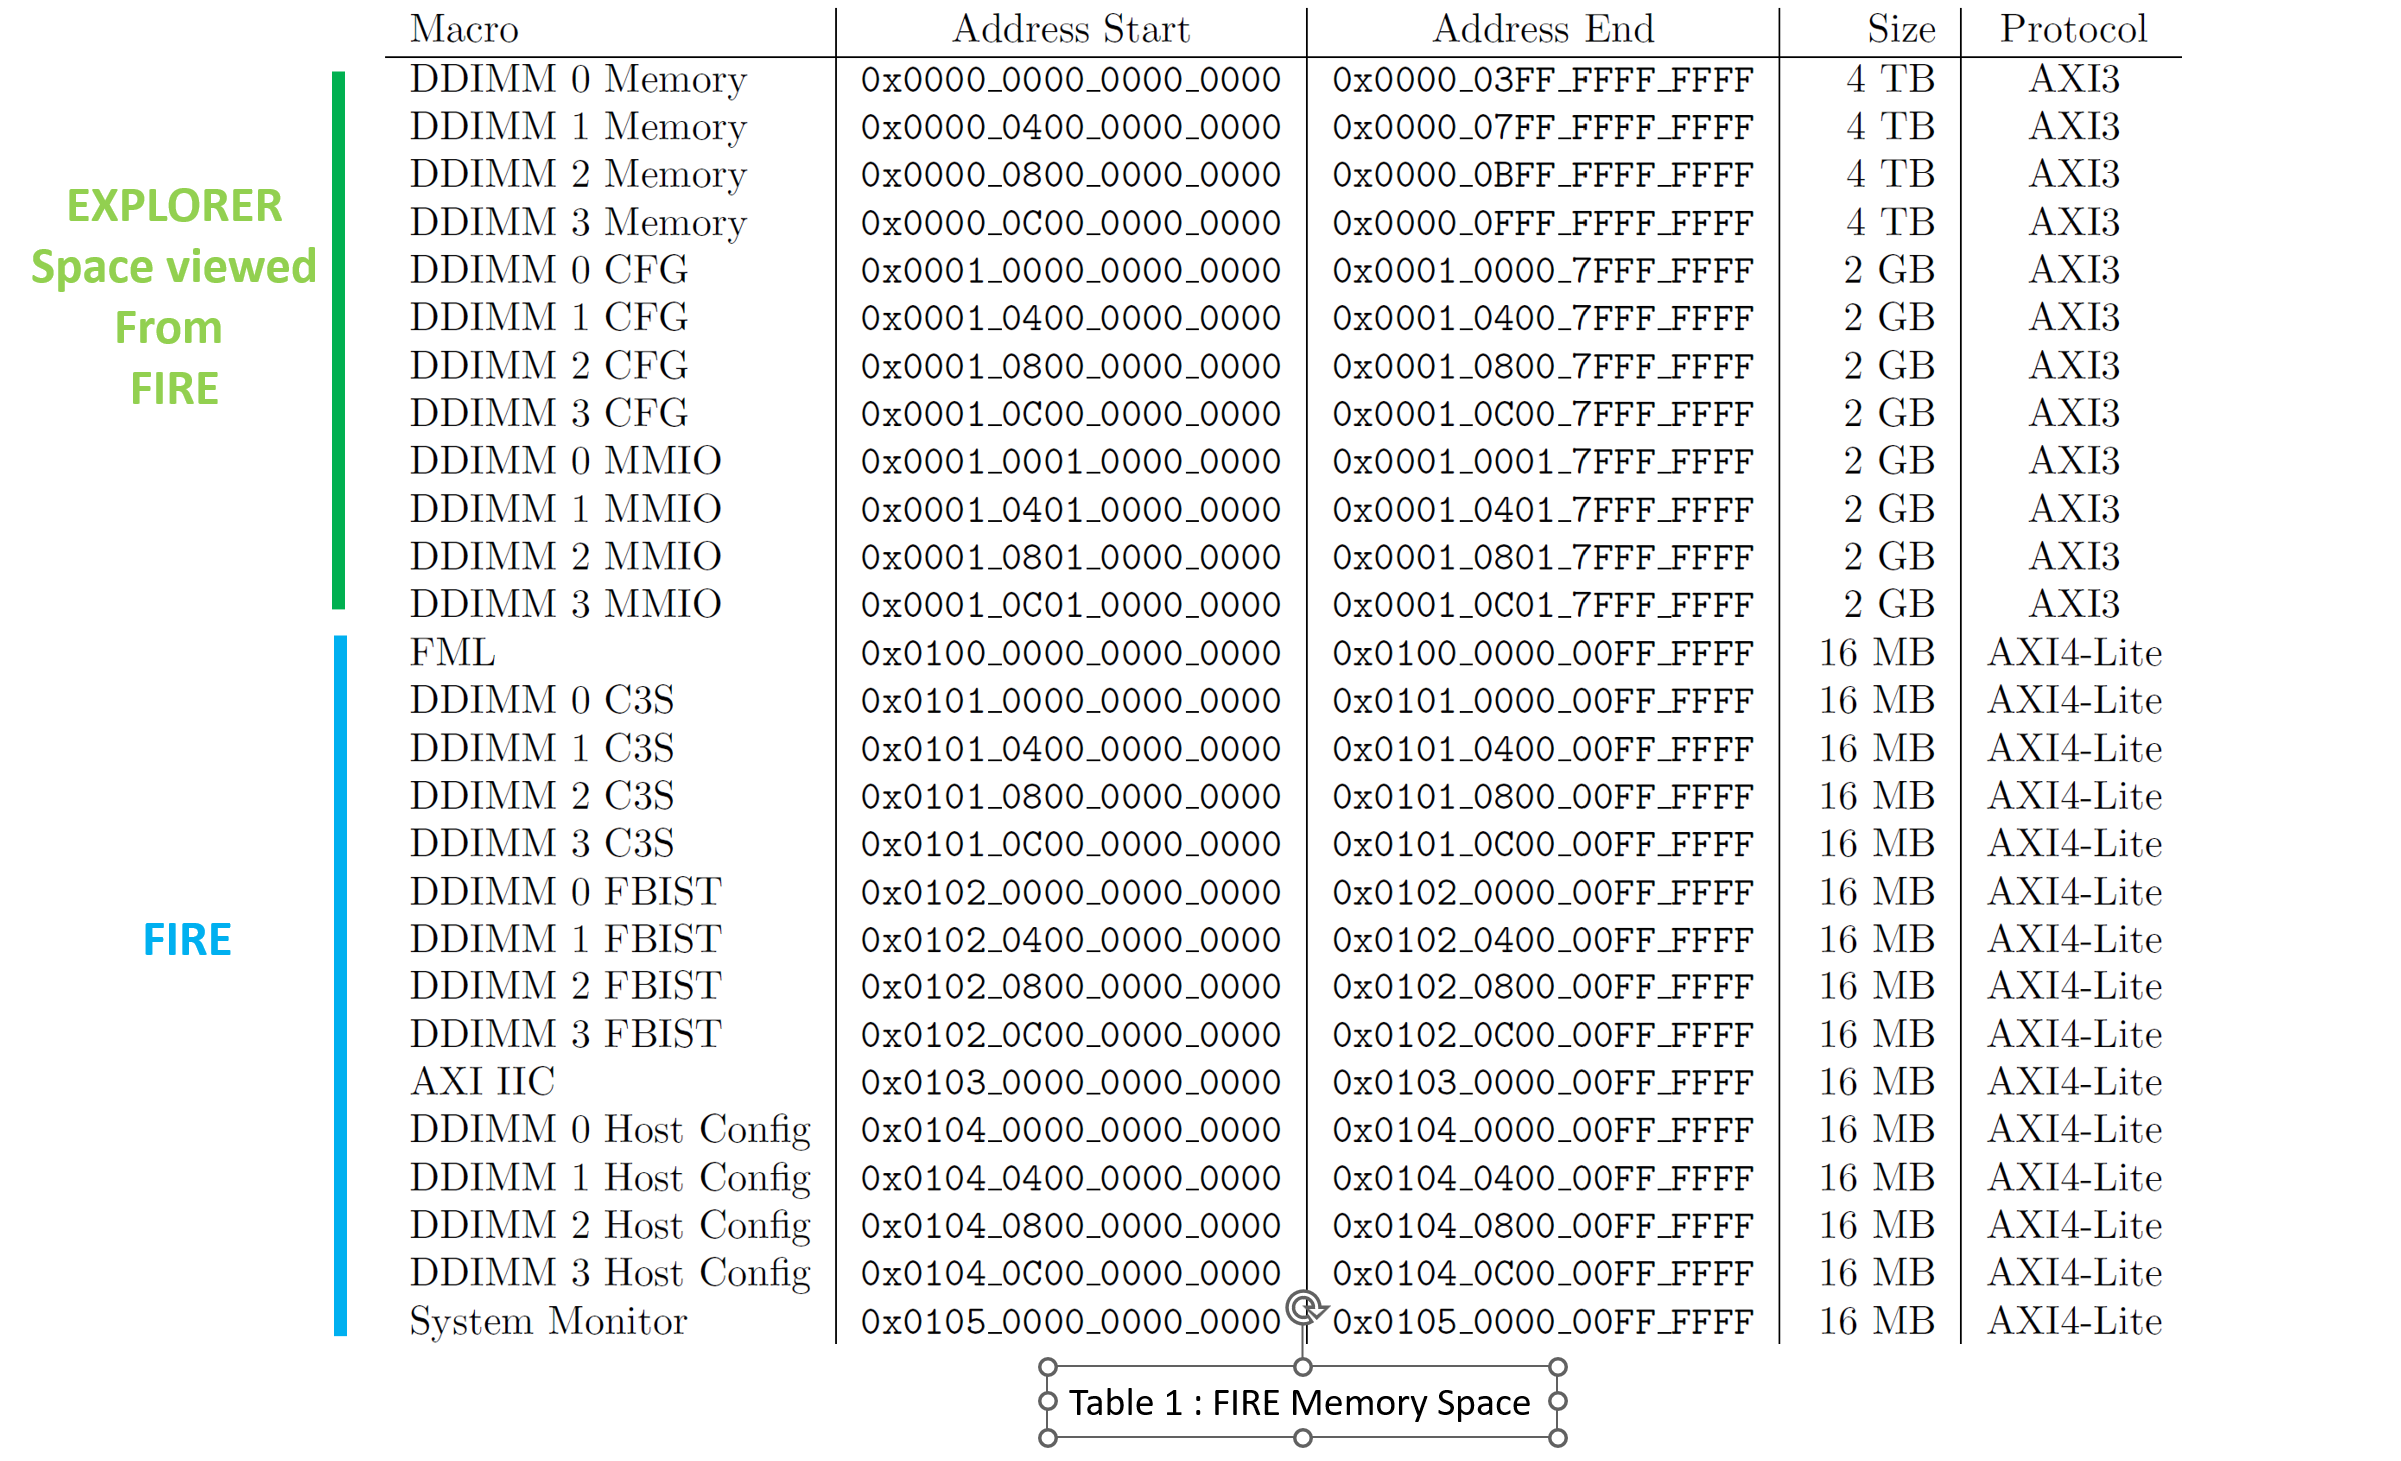 Macro Address Start Address End Size Protocol
DDIMM 0 Memory 0x0000_0000_0000_0000 0x0000_03FF_FFFF_FFFF 4 TB AXI3
DDIMM 1 Memory 0x0000_0400_0000_0000 0x0000_07FF_FFFF_FFFF 4 TB AXI3
DDIMM 2 Memory 0x0000_0800_0000_0000 0x0000_0BFF_FFFF_FFFF 4 TB AXI3
DDIMM 3 Memory 0x0000_0C00_0000_0000 0x0000_0FFF_FFFF_FFFF 4 TB AXI3
DDIMM 0 CFG 0x0001_0000_0000_0000 0x0001_0000_7FFF_FFFF 2 GB AXI3
DDIMM 1 CFG 0x0001_0400_0000_0000 0x0001_0400_7FFF_FFFF 2 GB AXI3
DDIMM 2 CFG 0x0001_0800_0000_0000 0x0001_0800_7FFF_FFFF 2 GB AXI3
DDIMM 3 CFG 0x0001_0C00_0000_0000 0x0001_0C00_7FFF_FFFF 2 GB AXI3
DDIMM 0 MMIO 0x0001_0001_0000_0000 0x0001_0001_7FFF_FFFF 2 GB AXI3
DDIMM 1 MMIO 0x0001_0401_0000_0000 0x0001_0401_7FFF_FFFF 2 GB AXI3
DDIMM 2 MMIO 0x0001_0801_0000_0000 0x0001_0801_7FFF_FFFF 2 GB AXI3
DDIMM 3 MMIO 0x0001_0C01_0000_0000 0x0001_0C01_7FFF_FFFF 2 GB AXI3
FML 0x0100_0000_0000_0000 0x0100_0000_00FF_FFFF 16 MB AXI4-Lite
DDIMM 0 C3S 0x0101_0000_0000_0000 0x0101_0000_00FF_FFFF 16 MB AXI4-Lite
DDIMM 1 C3S 0x0101_0400_0000_0000 0x0101_0400_00FF_FFFF 16 MB AXI4-Lite
DDIMM 2 C3S 0x0101_0800_0000_0000 0x0101_0800_00FF_FFFF 16 MB AXI4-Lite
DDIMM 3 C3S 0x0101_0C00_0000_0000 0x0101_0C00_00FF_FFFF 16 MB AXI4-Lite
DDIMM 0 FBIST 0x0102_0000_0000_0000 0x0102_0000_00FF_FFFF 16 MB AXI4-Lite
DDIMM 1 FBIST 0x0102_0400_0000_0000 0x0102_0400_00FF_FFFF 16 MB AXI4-Lite
DDIMM 2 FBIST 0x0102_0800_0000_0000 0x0102_0800_00FF_FFFF 16 MB AXI4-Lite
DDIMM 3 FBIST 0x0102_0C00_0000_0000 0x0102_0C00_00FF_FFFF 16 MB AXI4-Lite
AXI IIC 0x0103_0000_0000_0000 0x0103_0000_00FF_FFFF 16 MB AXI4-Lite
DDIMM 0 Host Config 0x0104_0000_0000_0000 0x0104_0000_00FF_FFFF 16 MB AXI4-Lite
DDIMM 1 Host Config 0x0104_0400_0000_0000 0x0104_0400_00FF_FFFF 16 MB AXI4-Lite
DDIMM 2 Host Config 0x0104_0800_0000_0000 0x0104_0800_00FF_FFFF 16 MB AXI4-Lite
DDIMM 3 Host Config 0x0104_0C00_0000_0000 0x0104_0C00_00FF_FFFF 16 MB AXI4-Lite
System Monitor 0x0105_0000_0000_0000 0x0105_0000_00FF_FFFF 16 MB AXI4-Lite
EXPLORER
Space viewed
From
FIRE
FIRE
Table 1 : FIRE Memory Space